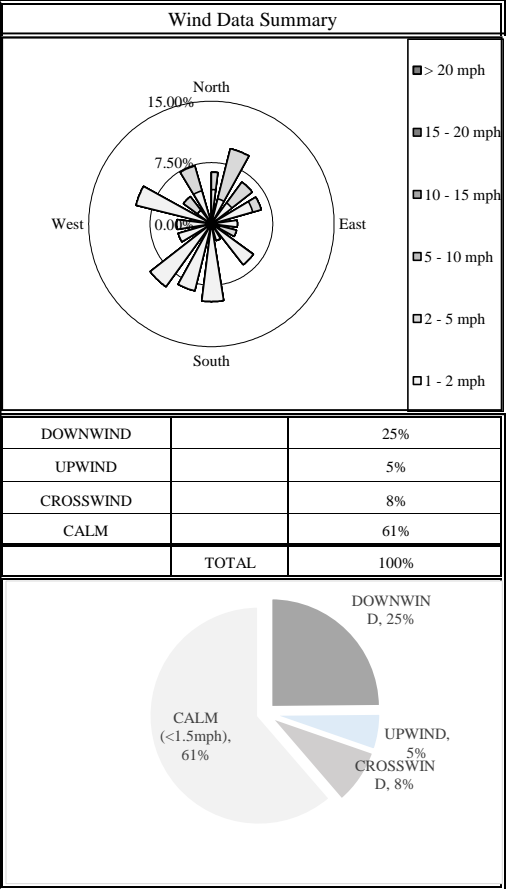 Wind Data Summary
North
15.00%
7.50%
0.00%
West
East
South
> 20 mph
15 - 20 mph
10 - 15 mph
5 - 10 mph
2 - 5 mph
1 - 2 mph
DOWNWIND 25%
UPWIND 5%
CROSSWIND 8%
CALM 61%
TOTAL 100%
DOWNWIN
D, 25%
UPWIND,
5%
CROSSWIN
D, 8%
CALM
(<1.5mph),
61%